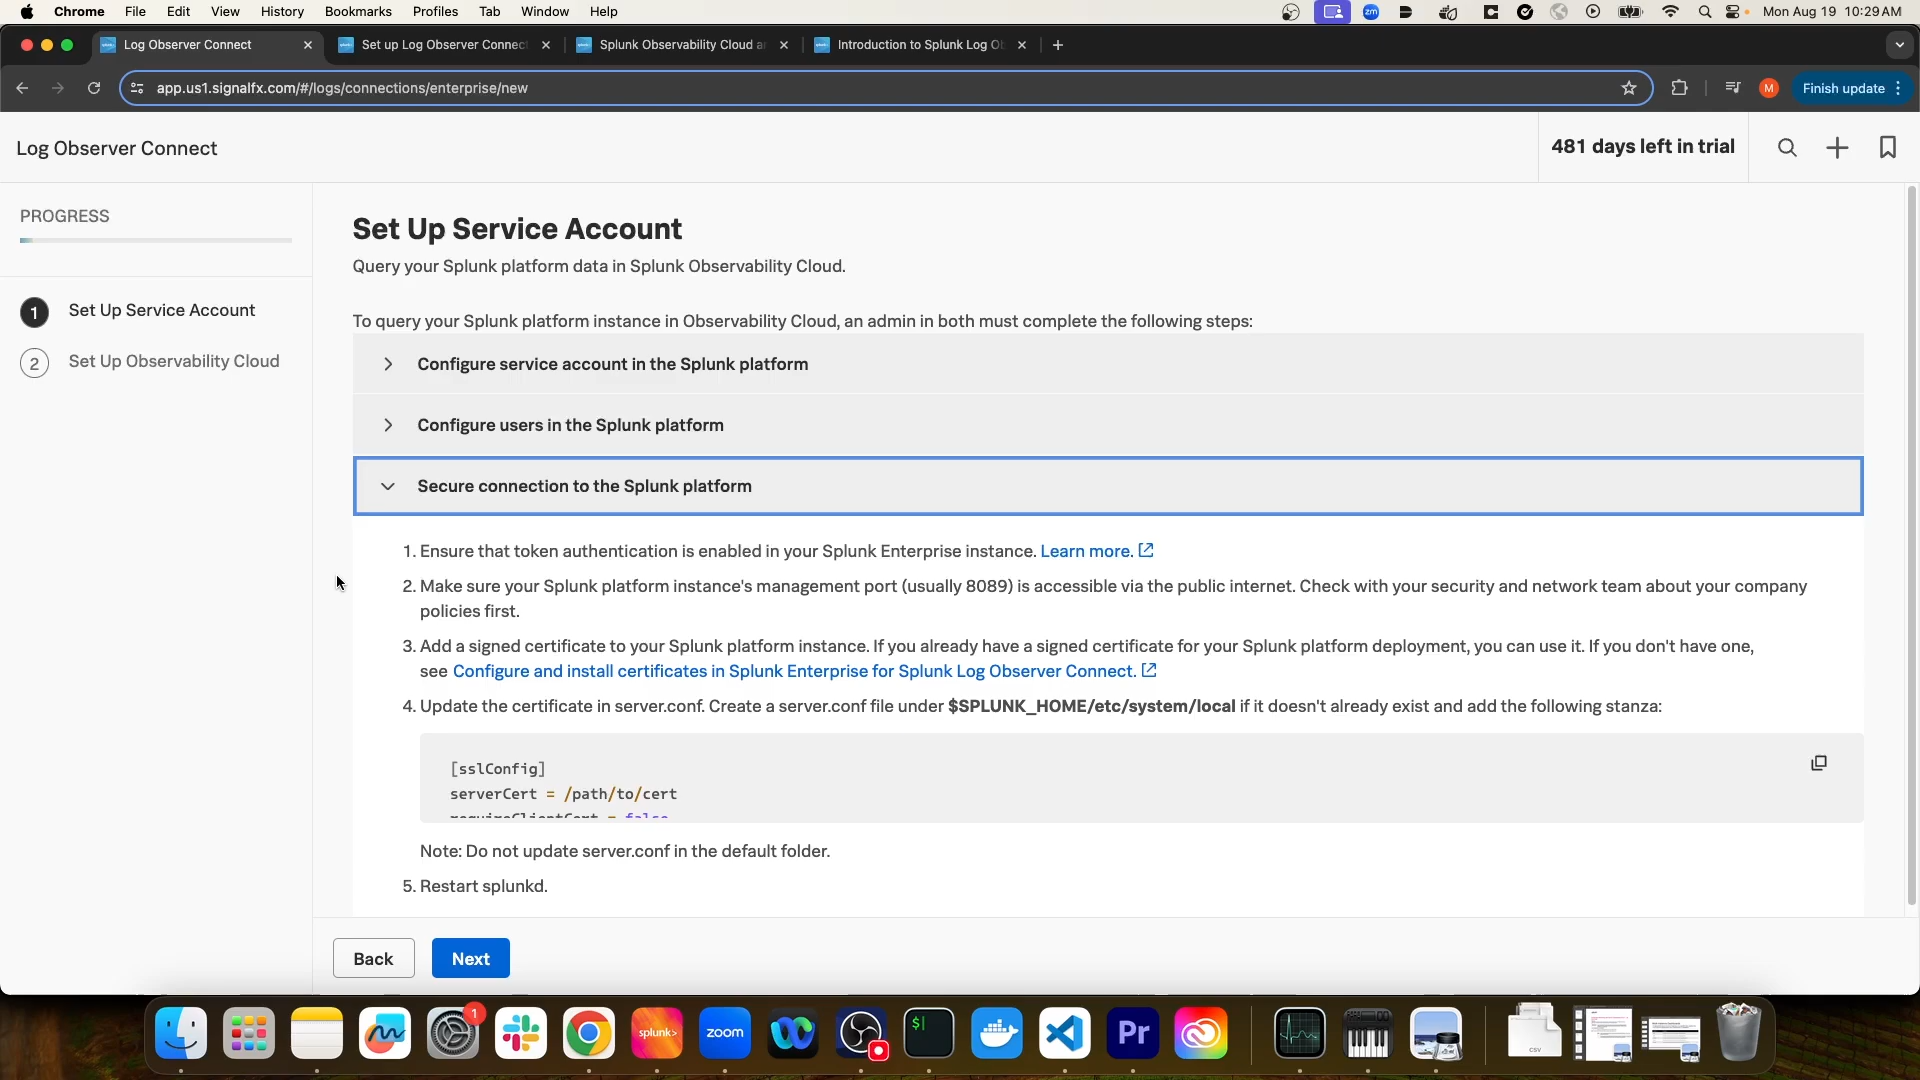 Chrome File Edit View History Bookmarks Profiles Tab Window Help
zm
Mon Aug 19 10:29 AM
Log Observer Connect
Set up Log Observer Connec
Splunk Observability Cloud a
Introduction to Splunk Log O
app.us1.signalfx.com/#/logs/connections/enterprise/new
M
Finish update
Log Observer Connect
481 days left in trial
PROGRESS
1 Set Up Service Account
2 Set Up Observability Cloud
Set Up Service Account
Query your Splunk platform data in Splunk Observability Cloud.
To query your Splunk platform instance in Observability Cloud, an admin in both must complete the following steps:
Configure service account in the Splunk platform
Configure users in the Splunk platform
Secure connection to the Splunk platform
1. Ensure that token authentication is enabled in your Splunk Enterprise instance. Learn more.
2. Make sure your Splunk platform instance's management port (usually 8089) is accessible via the public internet. Check with your security and network team about your company
policies first.
3. Add a signed certificate to your Splunk platform instance. If you already have a signed certificate for your Splunk platform deployment, you can use it. If you don't have one,
see Configure and install certificates in Splunk Enterprise for Splunk Log Observer Connect.
4. Update the certificate in server.conf. Create a server.conf file under $SPLUNK_HOME/etc/system/local if it doesn't already exist and add the following stanza:
[sslConfig]
serverCert = /path/to/cert
requireClientCert = false
Note: Do not update server.conf in the default folder.
5. Restart splunkd.
Back
Next
1
splunk>
zoom
$
Pr
CSV